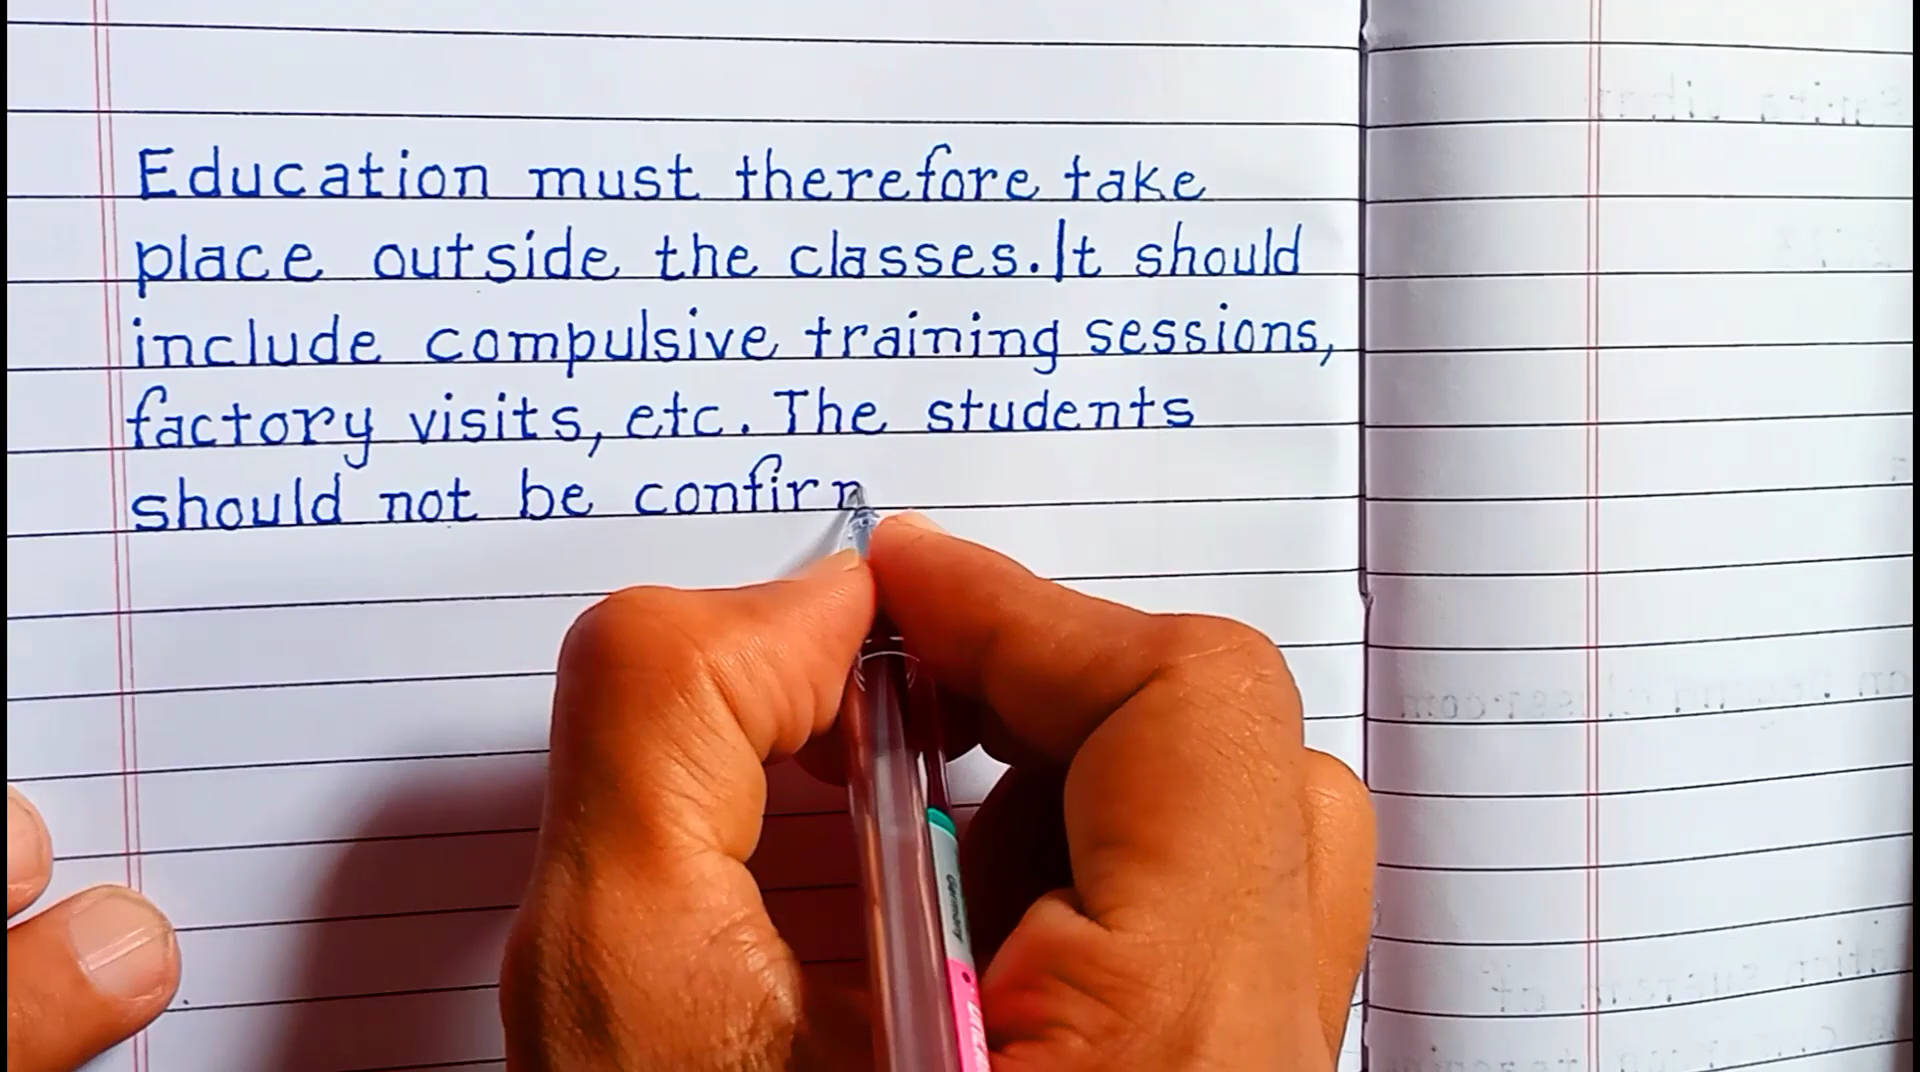 Education must therefore take
place outside the classes. It should
include compulsive training sessions,
factory visits, etc. The students
should not be confirn
Germany